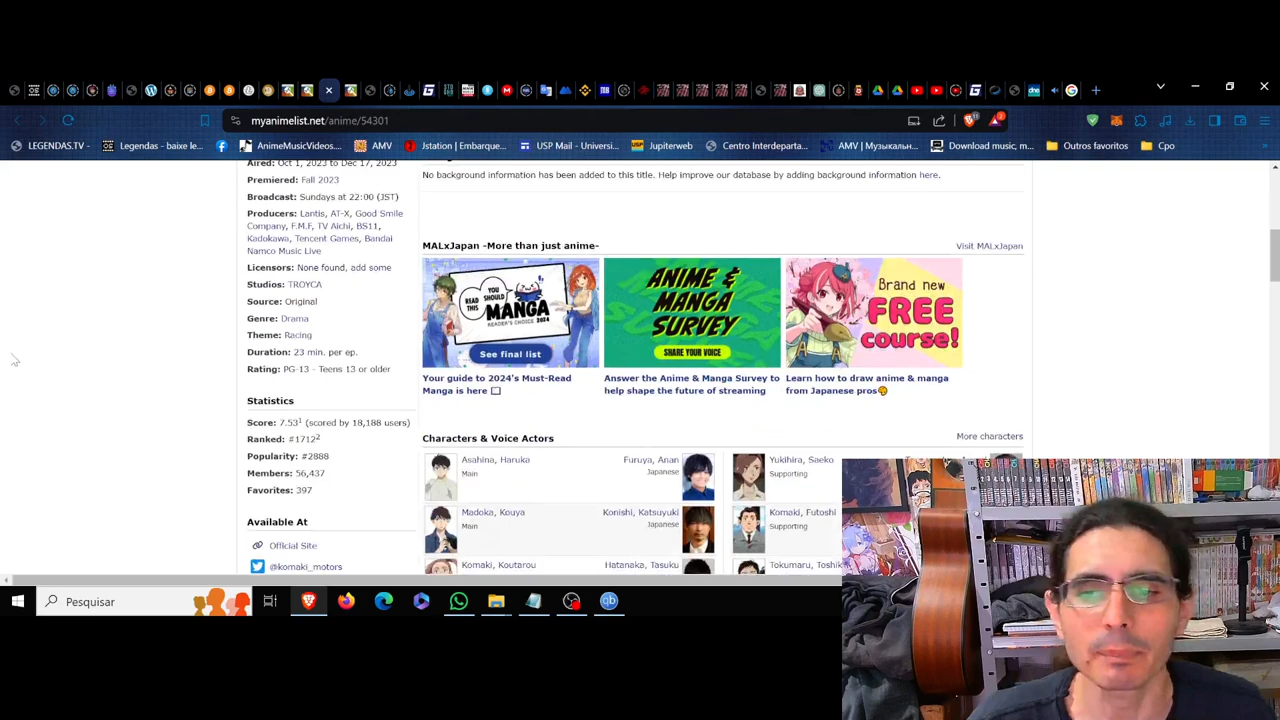 myanimelist.net/anime/54301
LEGENDAS.TV -
Legendas - baixe le...
AnimeMusicVideos....
AMV
Jstation | Embarque...
USP Mail - Universi...
Jupiterweb
Centro Interdeparta...
AMV | Музыкальн...
Download music, m...
Outros favoritos
Cpo
Aired: Oct 1, 2023 to Dec 17, 2023
Premiered: Fall 2023
Broadcast: Sundays at 22:00 (JST)
Producers: Lantis, AT-X, Good Smile
Company, F.M.F, TV Aichi, BS11,
Kadokawa, Tencent Games, Bandai
Namco Music Live
Licensors: None found, add some
Studios: TROYCA
Source: Original
Genre: Drama
Theme: Racing
Duration: 23 min. per ep.
Rating: PG-13 - Teens 13 or older
Statistics
Score: 7.53¹ (scored by 18,188 users)
Ranked: #1712²
Popularity: #2888
Members: 56,437
Favorites: 397
Available At
Official Site
@komaki_motors
No background information has been added to this title. Help improve our database by adding background information here.
MALxJapan -More than just anime-
Visit MALxJapan
READ THIS
YOU SHOULD
MANGA
READER'S CHOICE 2024
See final list
ANIME &
MANGA
SURVEY
SHARE YOUR VOICE
Brand new
FREE
course!
Your guide to 2024's Must-Read
Manga is here
Answer the Anime & Manga Survey to
help shape the future of streaming
Learn how to draw anime & manga
from Japanese pros
Characters & Voice Actors
More characters
Asahina, Haruka
Main
Furuya, Anan
Japanese
Yukihira, Saeko
Supporting
Madoka, Kouya
Main
Konishi, Katsuyuki
Japanese
Komaki, Futoshi
Supporting
Komaki, Koutarou
Hatanaka, Tasuku
Tokumaru, Toshik
Pesquisar